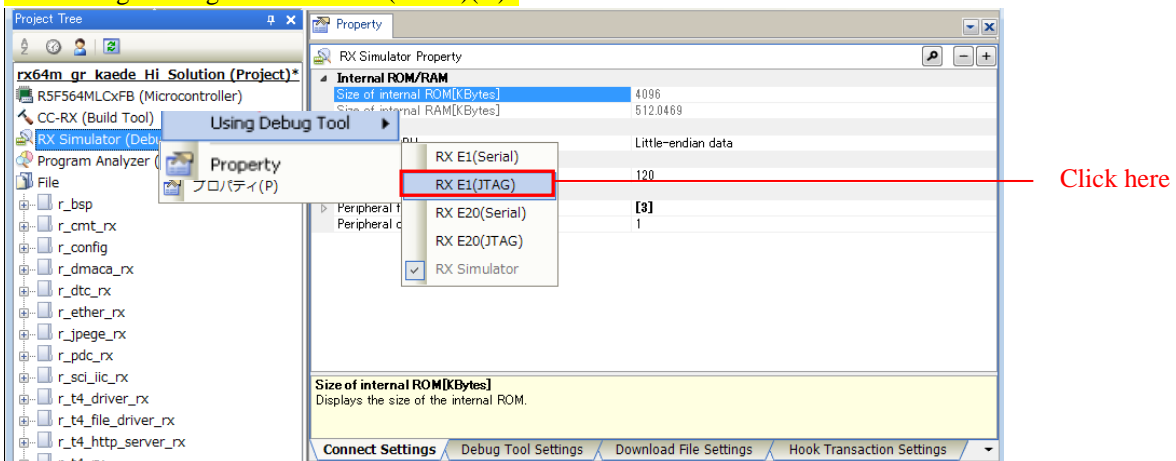 Project Tree
Property
RX Simulator Property
rx64m_gr_kaede_Hi_Solution (Project)*
R5F564MLCxFB (Microcontroller)
CC-RX (Build Tool)
RX Simulator (Debu
Program Analyzer (
File
r_bsp
r_cmt_rx
r_config
r_dmaca_rx
r_dtc_rx
r_ether_rx
r_jpege_rx
r_pdc_rx
r_sci_iic_rx
r_t4_driver_rx
r_t4_file_driver_rx
r_t4_http_server_rx
Using Debug Tool
Property
プロパティ(P)
RX E1(Serial)
RX E1(JTAG)
RX E20(Serial)
RX E20(JTAG)
RX Simulator
Click here
Internal ROM/RAM
Size of internal ROM[KBytes] 4096
Size of internal RAM[KBytes] 512.0469
Little-endian data
120
Peripheral f [3]
Peripheral c 1
Size of internal ROM[KBytes]
Displays the size of the internal ROM.
Connect Settings Debug Tool Settings Download File Settings Hook Transaction Settings